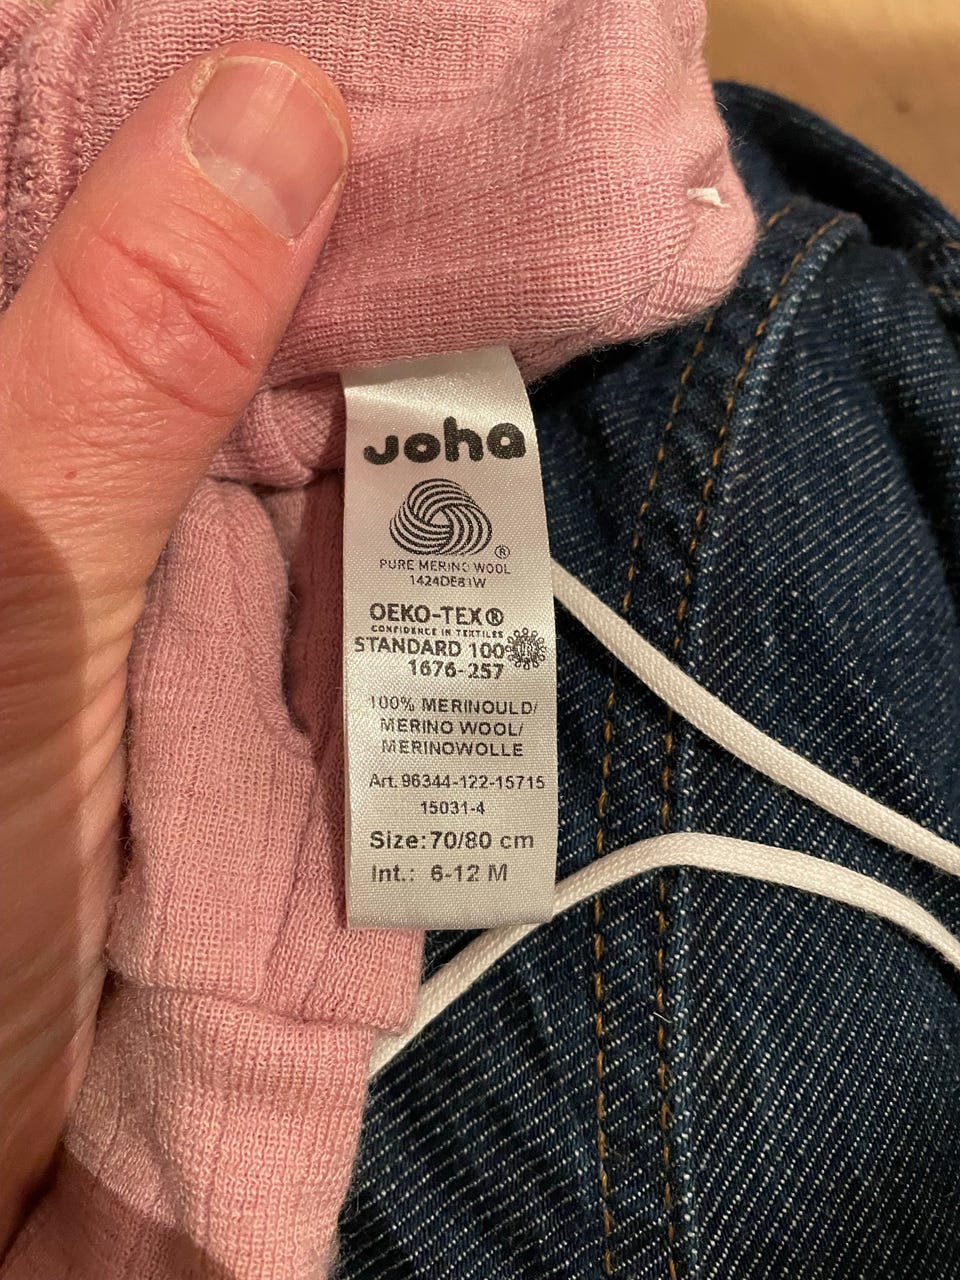 joha
®
PURE MERINO WOOL
1424DE81W
OEKO-TEX®
CONFIDENCE IN TEXTILES
STANDARD 100
1676-257
100% MERINOULD/
MERINO WOOL/
MERINOWOLLE
Art. 96344-122-15715
15031-4
Size:70/80 cm
Int.: 6-12 M